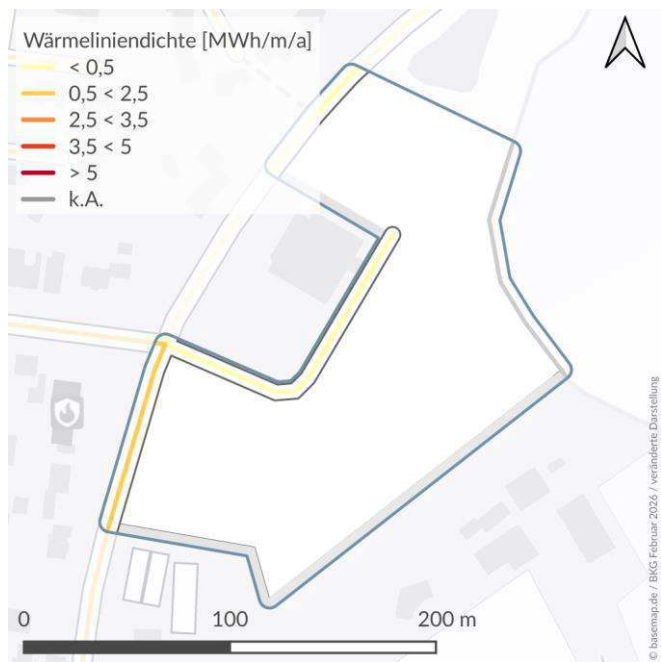 Wärmeliniendichte [MWh/m/a]
< 0,5
0,5 < 2,5
2,5 < 3,5
3,5 < 5
> 5
k.A.
0 100 200 m
© basemap.de / BKG Februar 2026 / veränderte Darstellung